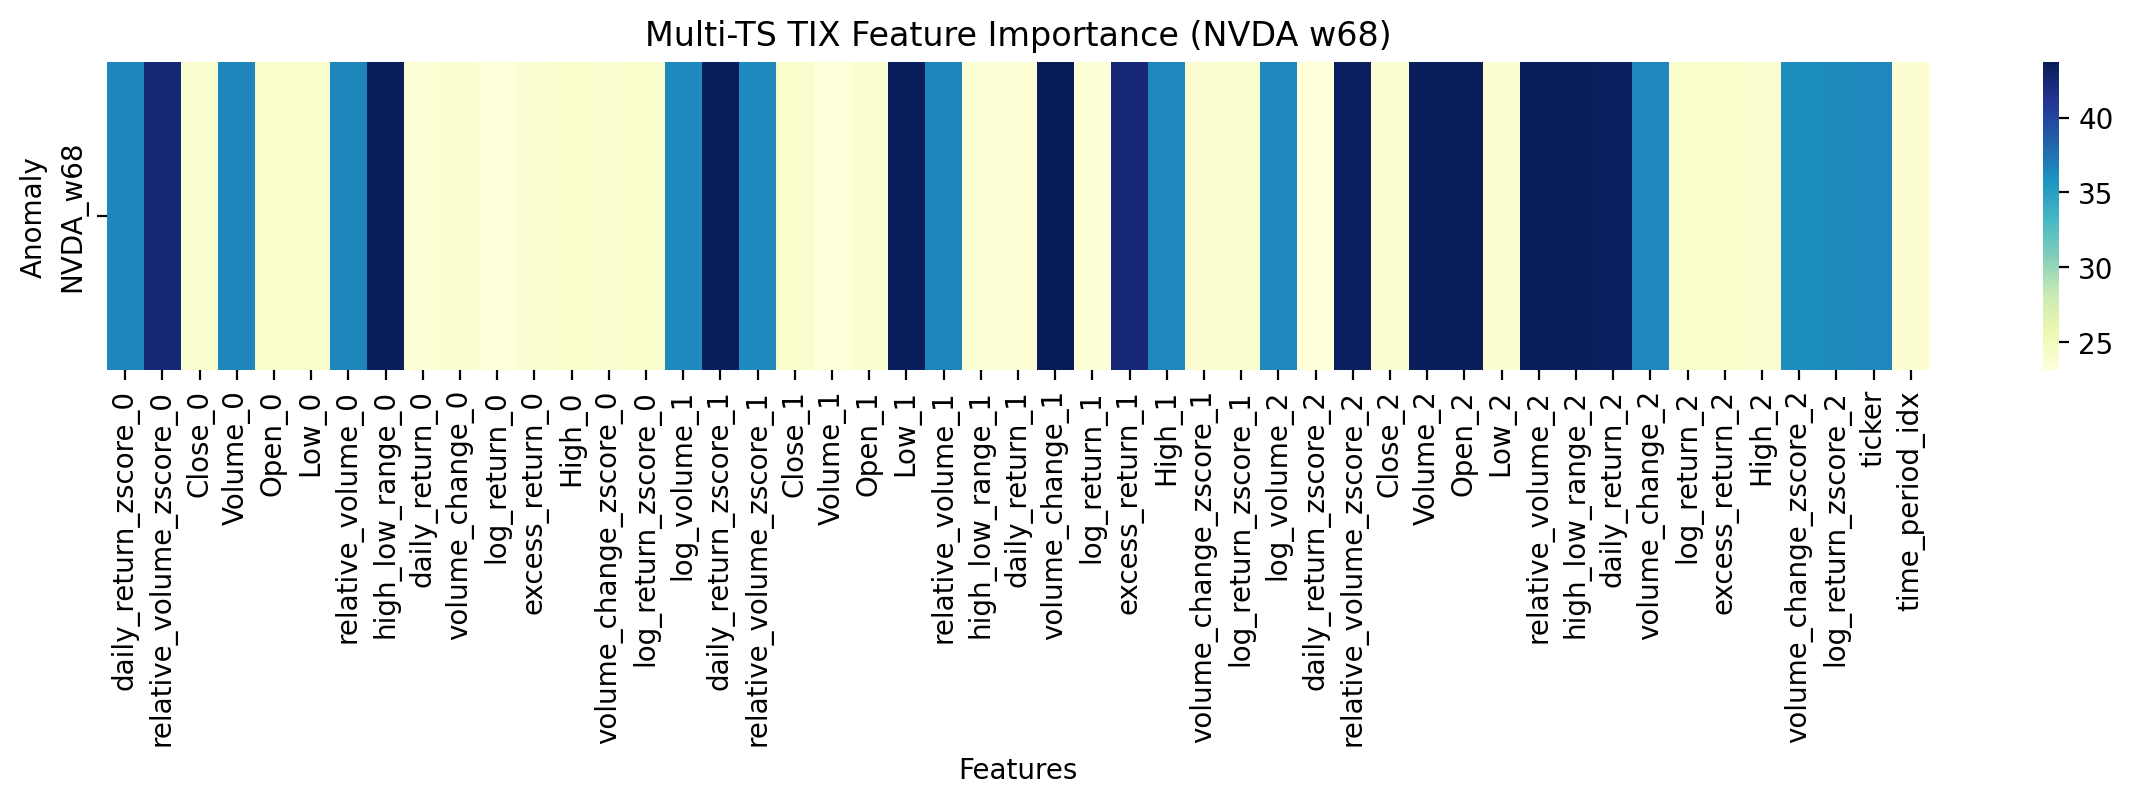 Multi-TS TIX Feature Importance (NVDA w68)
Anomaly
NVDA_w68
40
35
30
25
daily_return_zscore_0
relative_volume_zscore_0
Close_0
Volume_0
Open_0
Low_0
relative_volume_0
high_low_range_0
daily_return_0
volume_change_0
log_return_0
excess_return_0
High_0
volume_change_zscore_0
log_return_zscore_0
log_volume_1
daily_return_zscore_1
relative_volume_zscore_1
Close_1
Volume_1
Open_1
Low_1
relative_volume_1
high_low_range_1
daily_return_1
volume_change_1
log_return_1
excess_return_1
High_1
volume_change_zscore_1
log_return_zscore_1
log_volume_2
daily_return_zscore_2
relative_volume_zscore_2
Close_2
Volume_2
Open_2
Low_2
relative_volume_2
high_low_range_2
daily_return_2
volume_change_2
log_return_2
excess_return_2
High_2
volume_change_zscore_2
log_return_zscore_2
ticker
time_period_idx
Features